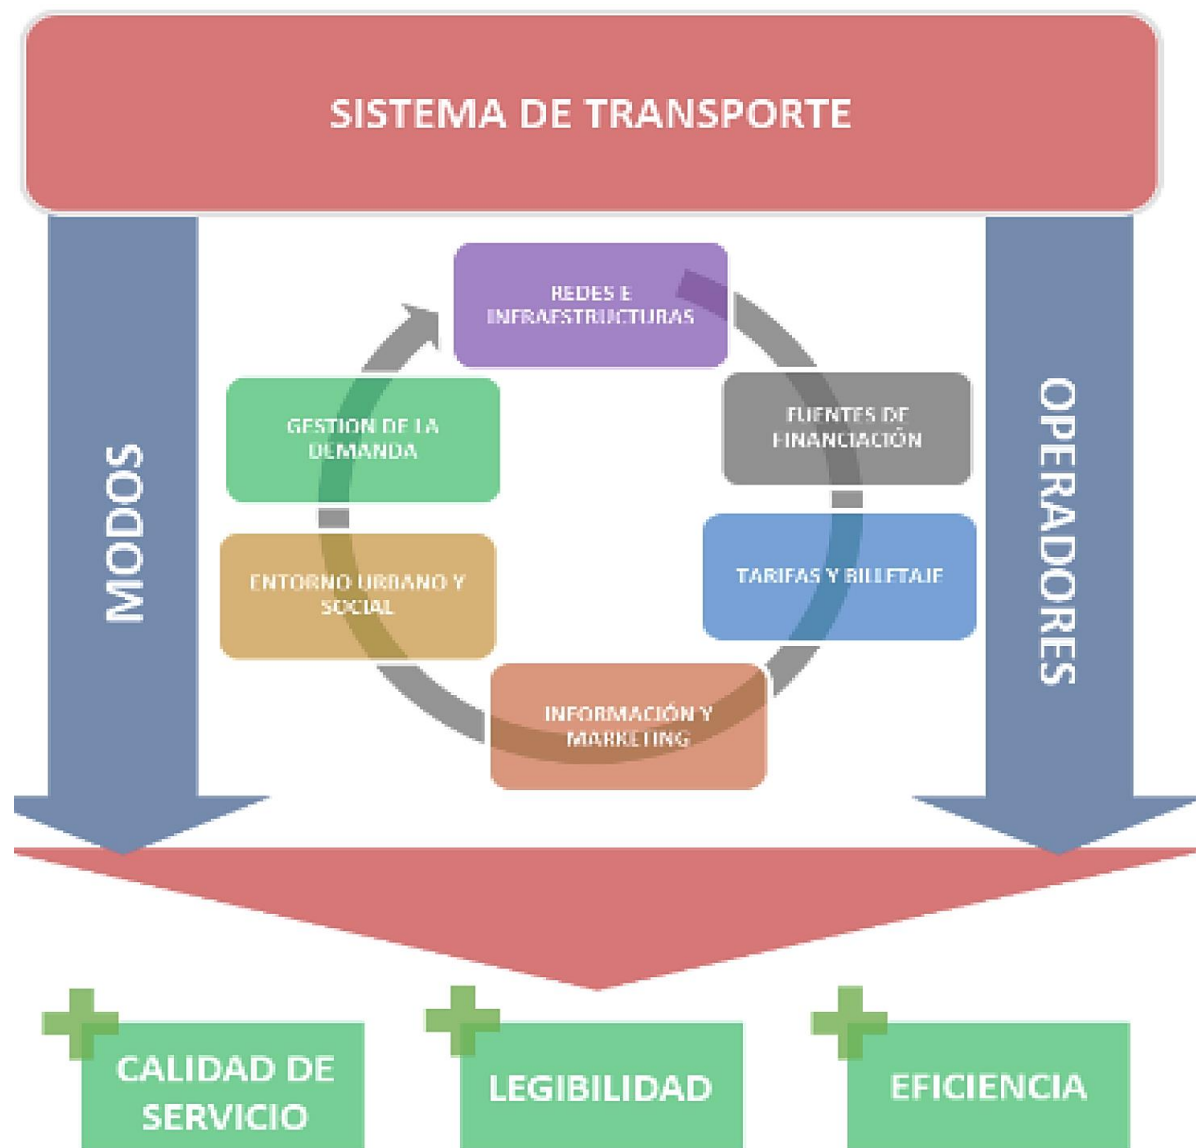 SISTEMA DE TRANSPORTE
REDES E
INFRAESTRUCTURAS
FUENTES DE
FINANCIACIÓN
GESTION DE LA
DEMANDA
MODOS
OPERADORES
ENTORNO URBANO Y
SOCIAL
TARIFAS Y BILLETAJE
INFORMACIÓN Y
MARKETING
CALIDAD DE
SERVICIO
LEGIBILIDAD
EFICIENCIA